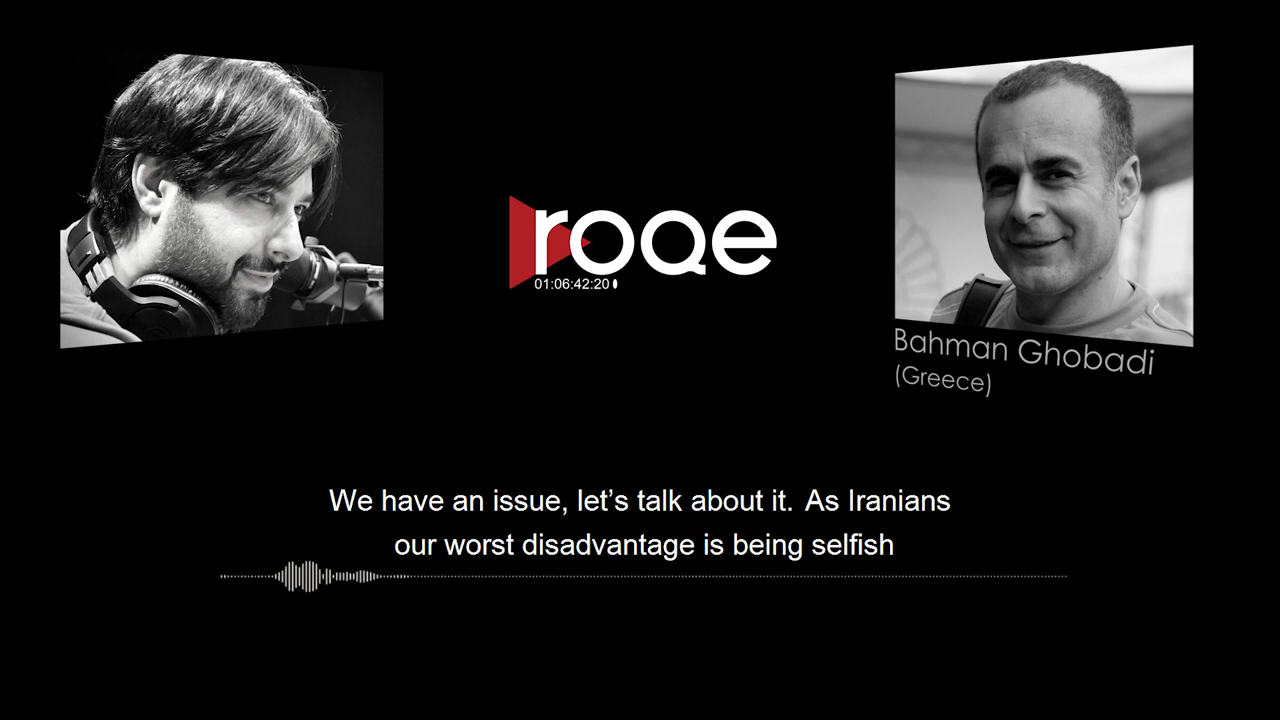 roqe
01:06:42:20
Bahman Ghobadi
(Greece)
We have an issue, let’s talk about it. As Iranians
our worst disadvantage is being selfish